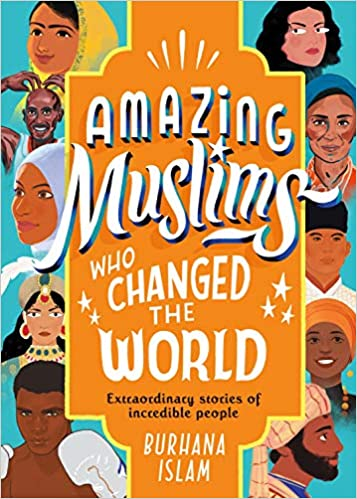 AMAZING
Muslims
WHO
CHANGED
THE
WORLD
Extraordinary stories of
incredible people
BURHANA
ISLAM